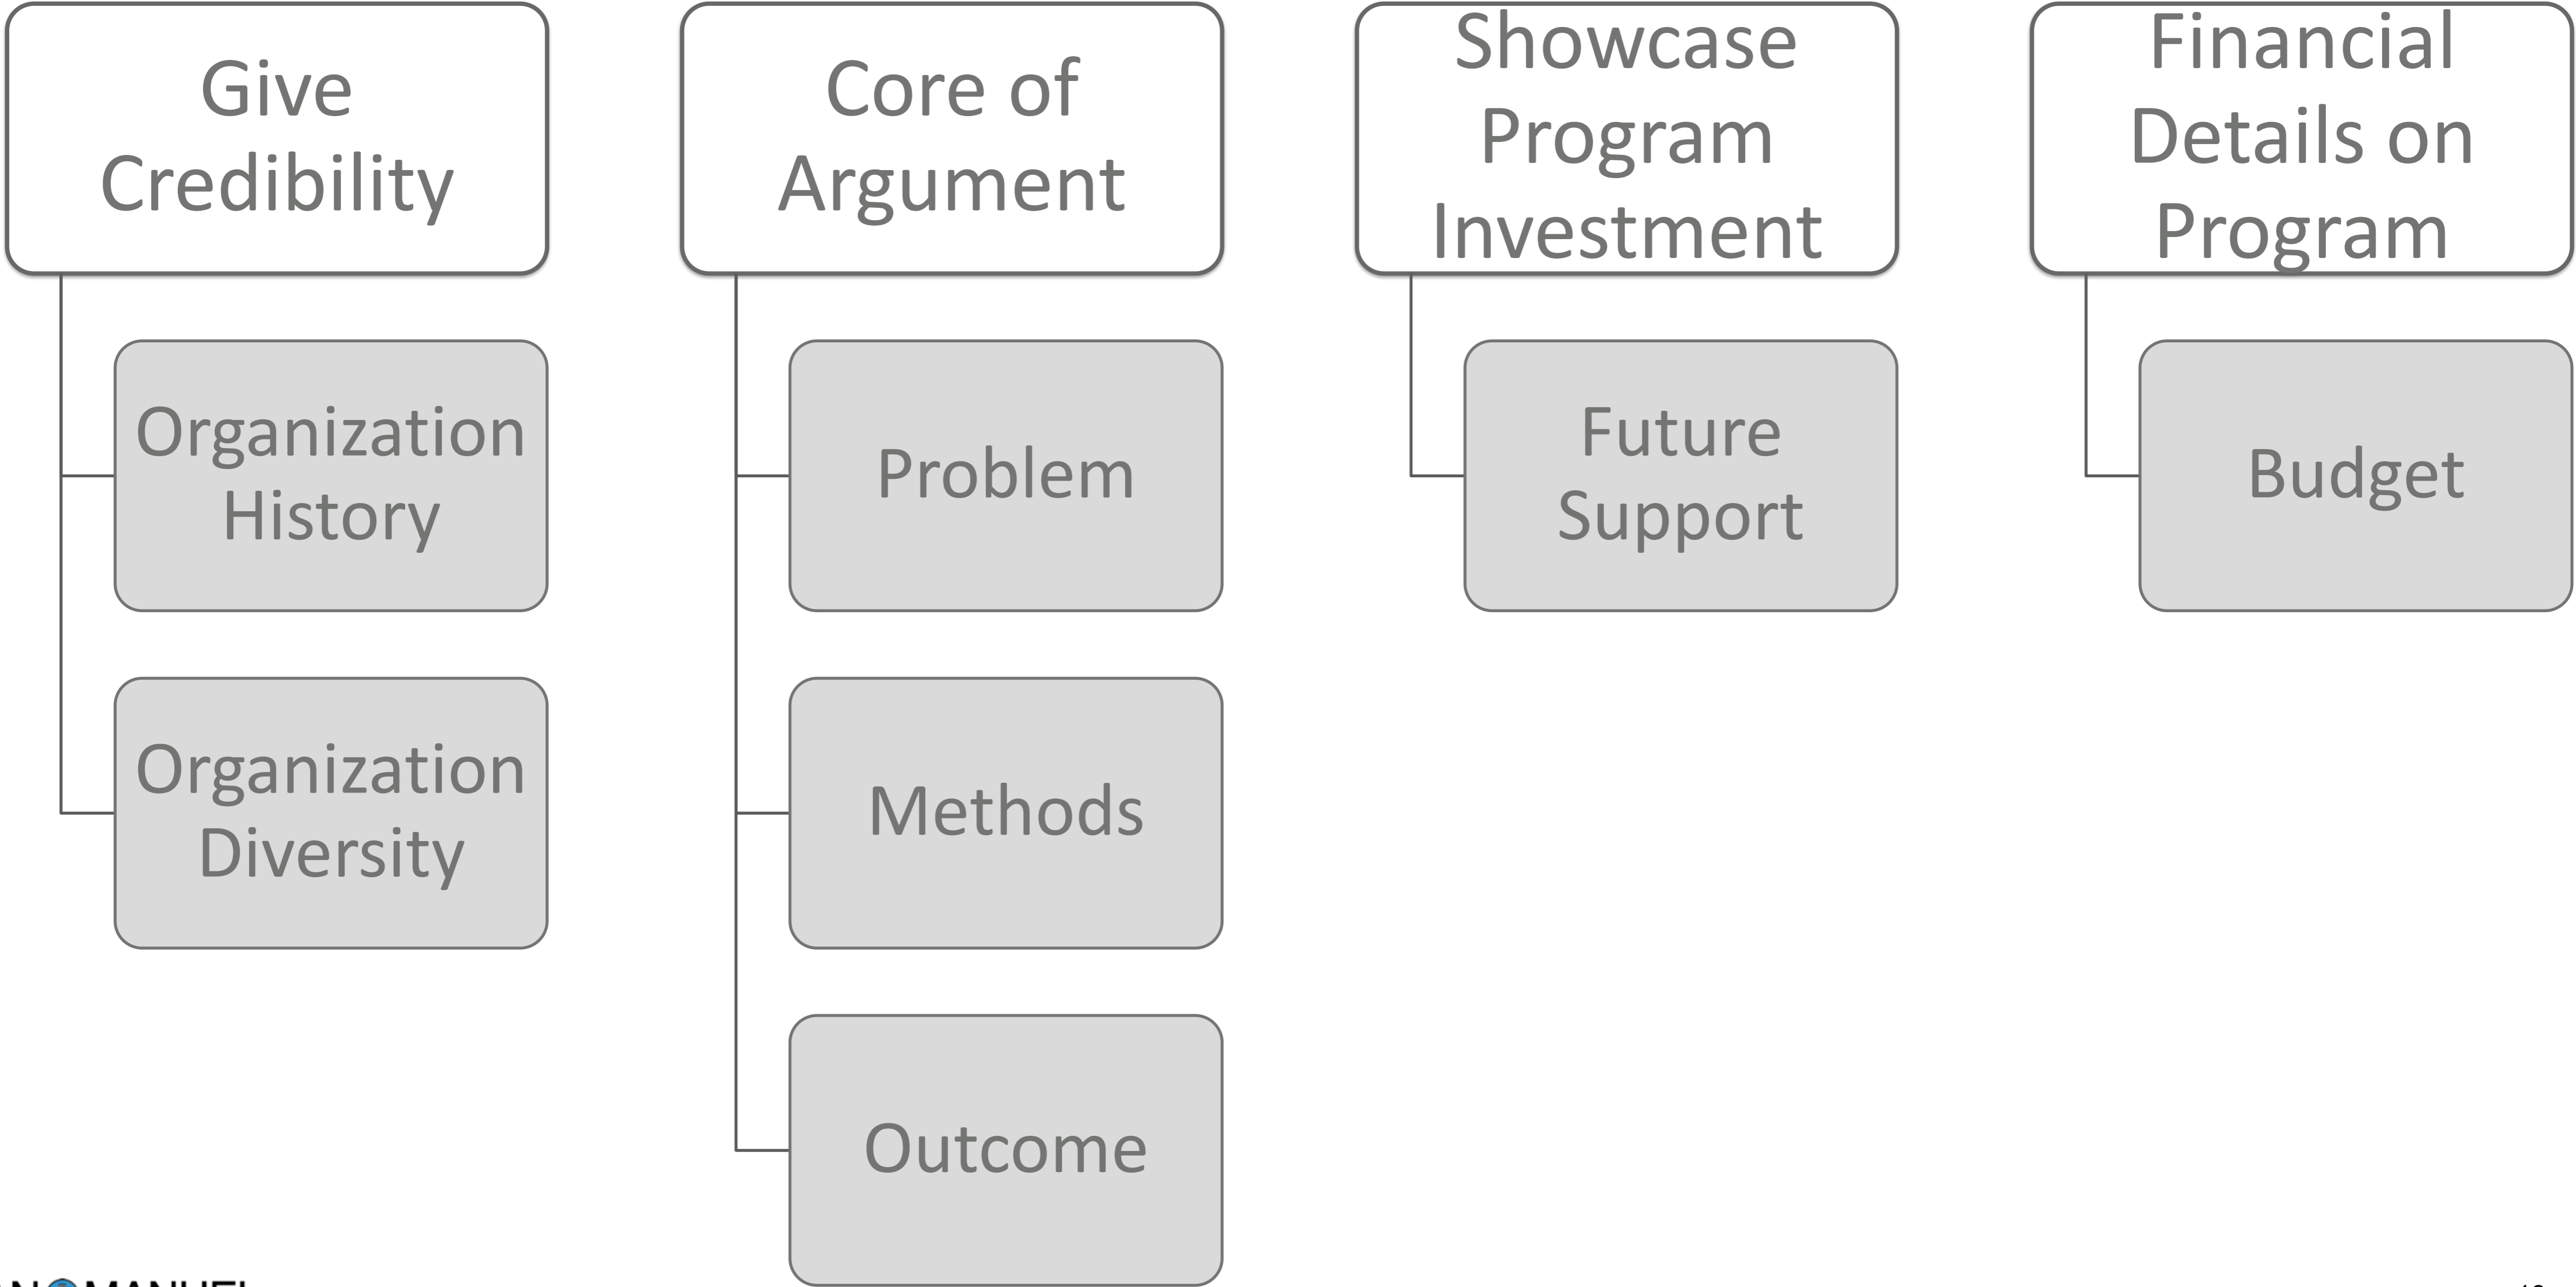 Give
Credibility
Organization
History
Organization
Diversity
Core of
Argument
Problem
Methods
Outcome
Showcase
Program
Investment
Future
Support
Financial
Details on
Program
Budget